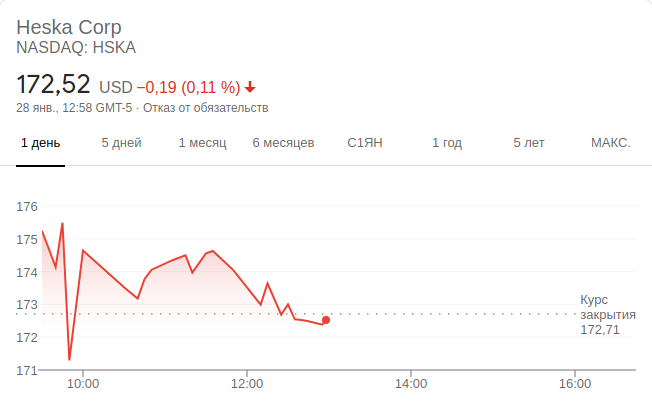 Heska Corp
NASDAQ: HSKA
172,52 USD −0,19 (0,11 %)
28 янв., 12:58 GMT-5 · Отказ от обязательств
1 день 5 дней 1 месяц 6 месяцев С1ЯН 1 год 5 лет МАКС.
176
175
174
173
172
171
Курс
закрытия
172,71
10:00 12:00 14:00 16:00